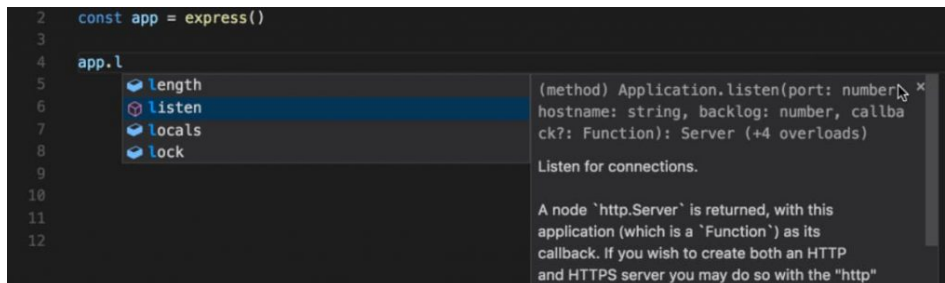 2 const app = express()
3
4 app.l
5 length
6 listen
7 locals
8 lock
9
10
11
12
(method) Application.listen(port: number,
hostname: string, backlog: number, callba
ck?: Function): Server (+4 overloads)
Listen for connections.
A node `http.Server` is returned, with this
application (which is a `Function`) as its
callback. If you wish to create both an HTTP
and HTTPS server you may do so with the "http"